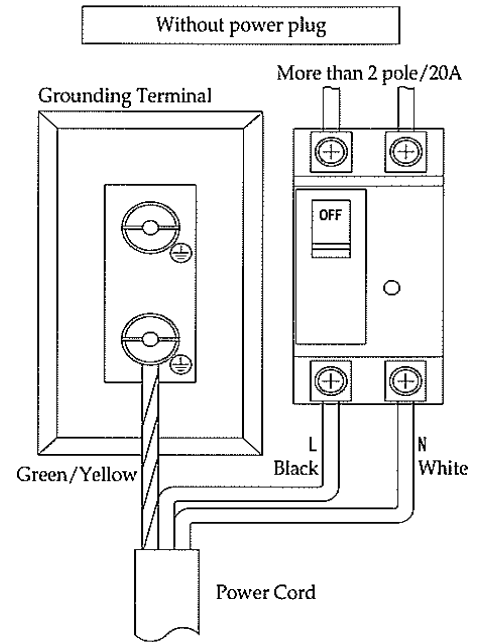 Without power plug
More than 2 pole/20A
Grounding Terminal
OFF
L
N
Black
White
Green/Yellow
Power Cord